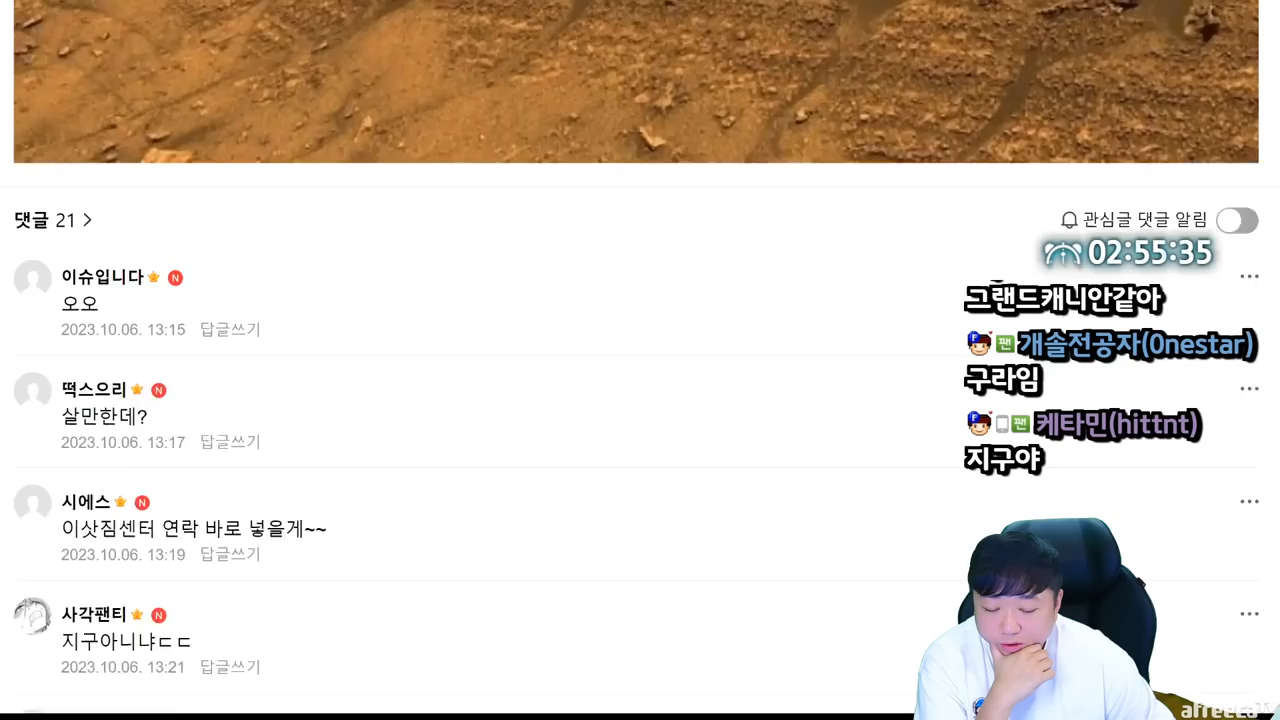 댓글 21
관심글 댓글 알림
02:55:35
이슈입니다 N
오오
2023.10.06. 13:15 답글쓰기
떡스으리 N
살만한데?
2023.10.06. 13:17 답글쓰기
시에스 N
이삿짐센터 연락 바로 넣을게~~
2023.10.06. 13:19 답글쓰기
사각팬티 N
지구아니냐ㄷㄷ
2023.10.06. 13:21 답글쓰기
그랜드캐니안같아
F 팬 개솔전공자(0nestar)
구라임
F 팬 케타민(hittnt)
지구야
afreecaTV